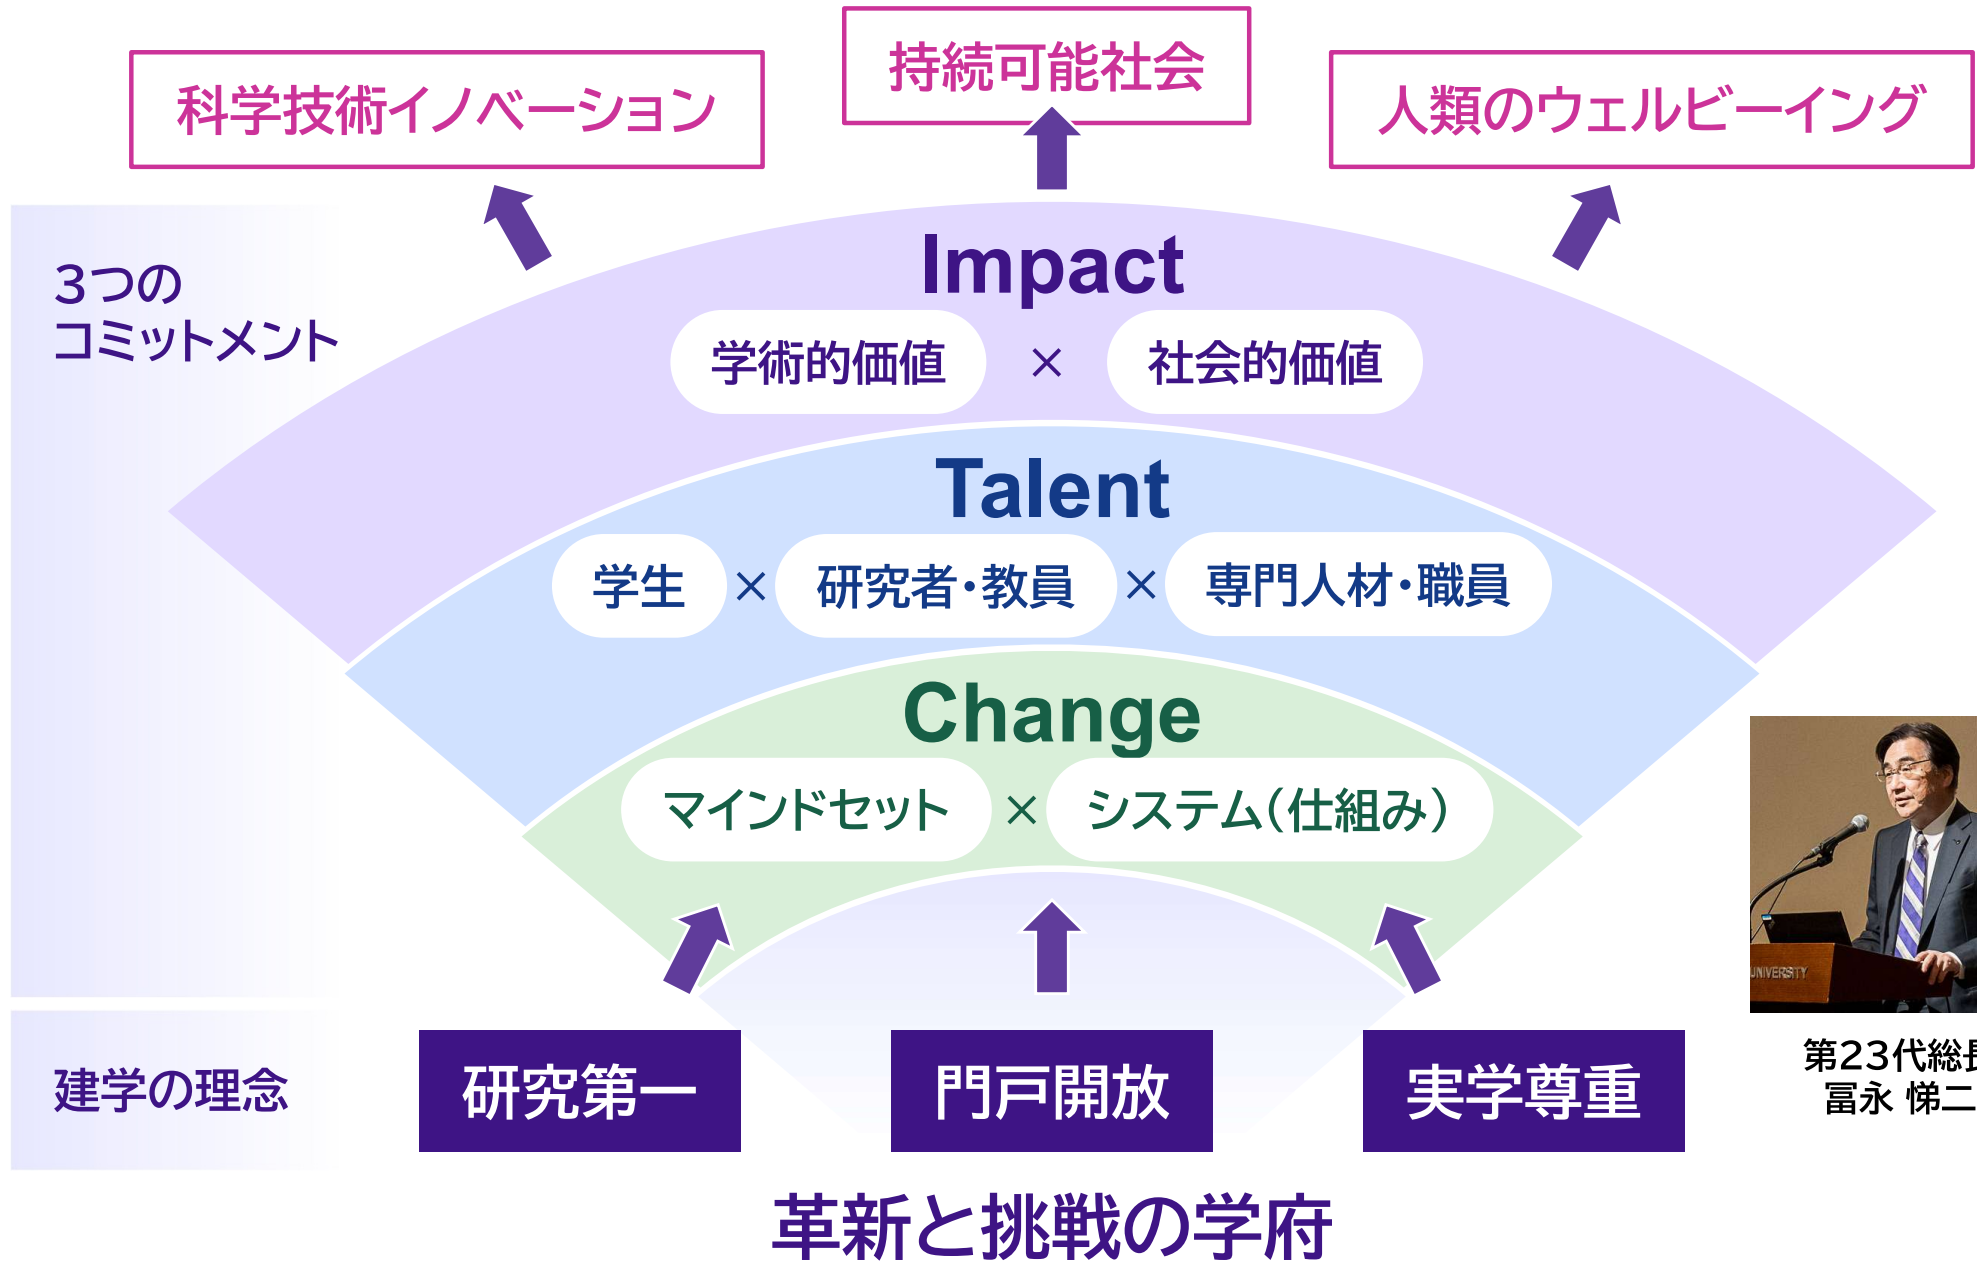 持続可能社会
科学技術イノベーション
人類のウェルビーイング
3つの
コミットメント
Impact
学術的価値 × 社会的価値
Talent
学生 × 研究者・教員 × 専門人材・職員
Change
マインドセット × システム(仕組み)
UNIVERSITY
建学の理念
研究第一
門戸開放
実学尊重
第23代総長
冨永 悌二
革新と挑戦の学府